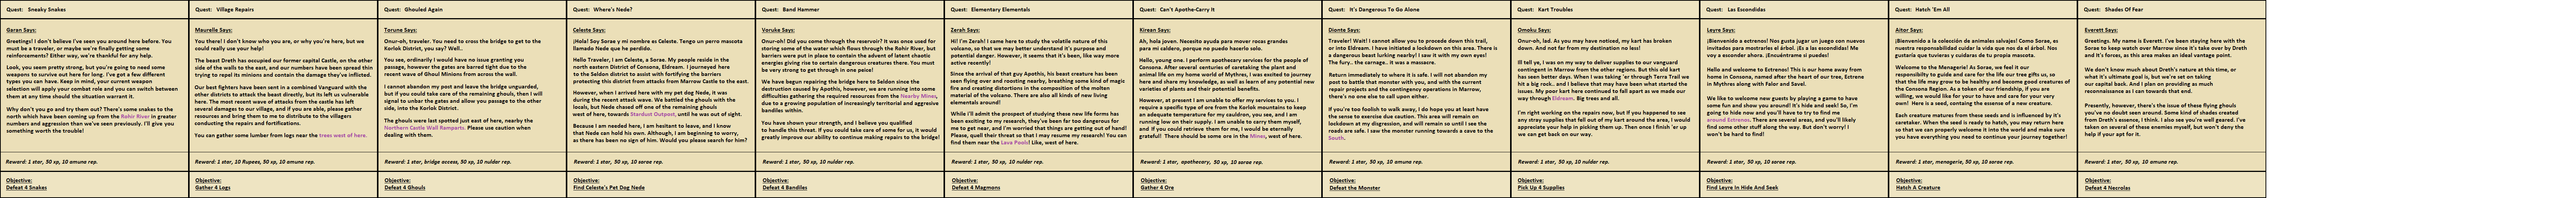 Quest: Sneaky Snakes
Garan Says:
Greetings! I don't believe I've seen you around here before. You
must be a traveler, or maybe we're finally getting some
reinforcements? Either way, we're thankful for any help.
Look, you seem pretty strong, but you're going to need some
weapons to survive out here for long. I've got a few different
types you can have. Keep in mind, your current weapon
selection will apply your combat role and you can switch between
them at any time should the situation warrant it.
Why don't you go and try them out? There's some snakes to the
north which have been coming up from the Rohir River in greater
numbers and aggression than we've seen previously. I'll give you
something worth the trouble!
Reward: 1 star, 50 xp, 10 amune rep.
Objective:
Defeat 4 Snakes
Quest: Village Repairs
Maurelle Says:
You there! I don't know who you are, or why you're here, but we
could really use your help!
The beast Dreth has occupied our former capital Castle, on the other
side of the walls to the east, and our numbers have been spread thin
trying to repel its minions and contain the damage they've inflicted.
Our best fighters have been sent in a combined Vanguard with the
other districts to attack the beast directly, but its left us vulnerable
here. The most recent wave of attacks from the castle has left
several damages to our village, and if you are able, please gather
resources and bring them to me to distribute to the villagers
conducting the repairs and fortifications.
You can gather some lumber from logs near the trees west of here.
Reward: 1 star, 10 Rupees, 50 xp, 10 amune rep.
Objective:
Gather 4 Logs
Quest: Ghouled Again
Torune Says:
Onur-oh, traveler. You need to cross the bridge to get to the
Korlok District, you say? Well..
You see, ordinarily I would have no issue granting you
passage, however the gates are barred tight due to the
recent wave of Ghoul Minions from across the wall.
I cannot abandon my post and leave the bridge unguarded,
but if you could take care of the remaining ghouls, then I will
signal to unbar the gates and allow you passage to the other
side, into the Korlok District.
The ghouls were last spotted just east of here, nearby the
Northern Castle Wall Ramparts. Please use caution when
dealing with them.
Reward: 1 star, bridge access, 50 xp, 10 nulder rep.
Objective:
Defeat 4 Ghouls
Quest: Where's Nede?
Celeste Says:
¡Hola! Soy Sorae y mi nombre es Celeste. Tengo un perro mascota
llamado Nede que he perdido.
Hello Traveler, I am Celeste, a Sorae. My people reside in the
north eastern District of Consona, Eldream. I journeyed here
to the Seldon district to assist with fortifying the barriers
protecting this district from attacks from Marrow Castle to the east.
However, when I arrived here with my pet dog Nede, it was
during the recent attack wave. We battled the ghouls with
locals, but Nede chased off one of the remaining ghouls
west of here, towards Stardust Outpost, until he was out of sight.
Because I am needed here, I am hesitant to leave, and I know
that Nede can hold his own. Although, I am beginning to worry,
as there has been no sign of him. Would you please search for him?
Reward: 1 star, 50 xp, 10 sorae rep.
Objective:
Find Celeste's Pet Dog Nede
Quest: Band Hammer
Voruke Says:
Onur-oh! Did you come through the reservoir? It was once used for
storing some of the water which flows through the Rohir River, but
barriers were put in place to contain the advent of latent chaotic
energies giving rise to certain dangerous creatures there. You must
be very strong to get through in one piece!
We have begun repairing the bridge here to Seldon since the
destruction caused by Apothis, however, we are running into some
difficulties gathering the required resources from the Nearby Mines,
due to a growing population of increasingly territorial and aggressive
bandiles within.
You have shown your strength, and I believe you qualified
to handle this threat. If you could take care of some for us, it would
greatly improve our ability to continue making repairs to the bridge!
Reward: 1 star, 50 xp, 10 nulder rep.
Objective:
Defeat 4 Bandiles
Quest: Elementary Elementals
Zarah Says:
Hi! I'm Zarah! I came here to study the volatile nature of this
volcano, so that we may better understand it's purpose and
potential danger. However, it seems that it's been, like way more
active recently.
Since the arrival of that guy Apothis, his beast creature has been
seen flying over and roosting nearby, breathing some kind of magic
fire and creating distortions in the composition of the molten
material of the volcano. There are also all kinds of new living
elementals around!
While I'll admit the prospect of studying these new life forms has
been exciting to my research, they've been far too dangerous for
me to get near, and I'm worried that things are getting out of hand!
Please, quell their threat so that I may resume my research! You can
find them near the Lava Pools! Like, west of here.
Reward: 1 star, 50 xp, 10 nulder rep.
Objective:
Defeat 4 Magmons
Quest: Can't Apothe-Carry It
Kirean Says:
Ah, hola joven. Necesito ayuda para mover rocas grandes
para mi caldero, porque no puedo hacerlo solo.
Hello, young one. I perform apothecary services for the people of
Consona. After several centuries of caretaking the plant and
animal life on my home world of Mythros, I was excited to journey
here and share my knowledge, as well as learn of any potential new
varieties of plants and their potential benefits.
However, at present I am unable to offer my services to you. I
require a specific type of ore from the Korlok mountains to keep
an adequate temperature for my cauldron, you see, and I am
running low on their supply. I am unable to carry them myself,
and if you could retrieve them for me, I would be eternally
grateful! There should be some ore in the Mines, west of here.
Reward: 1 star, apothecary, 50 xp, 10 sorae rep.
Objective:
Gather 4 Ore
Quest: It's Dangerous To Go Alone
Dionte Says:
Traveler! Wait! I cannot allow you to proceed through this area,
or into Eldream. I have initiated a lockdown on this area. There is
a dangerous beast lurking nearby! I saw it with my own eyes!
The fury.. the carnage.. it was a massacre.
Return immediately to where it is safe. I will not abandon my
post to battle that monster with you, and with the current
repair projects and the contingency operations in Marrow,
there's no one else to call upon either.
If you're too foolish to walk away, I do hope you at least have
the sense to exercise due caution. This area will remain on
lockdown at my disgression, and will remain so until I see the
roads are safe. I saw the monster running towards a cave to the
South.
Reward: 1 star, 50 xp, 10 amune rep.
Objective:
Defeat the Monster
Quest: Kart Troubles
Omoku Says:
Onur-oh, lad. As you may have noticed, my kart has broken
down. And not far from my destination no less!
Ill tell ya, I was on my way to deliver supplies to our vanguard
contingent in Marrow from the other regions. But this old kart
has seen better days. When I was taking 'er through Terra Trail we
hit a big rock.. and I believe that may have been what started the
issues. My poor kart here continued to fall apart as we made our
way through Eldream. Big trees and all.
I'm right working on the repairs now, but if you happened to see
any stray supplies that fell out of my kart around the area, I would
appreciate your help in picking them up. Then once I finish 'er up
we can get back on our way.
Reward: 1 star, 50 xp, 10 nulder rep.
Objective:
Pick Up 4 Supplies
Quest: Las Escondidas
Leyre Says:
¡Bienvenido a extrenos! Nos gusta jugar un juego con nuevos
invitados para mostrarles el árbol. ¡Es a las escondidas! Me
voy a esconder ahora. ¡Encuéntrame si puedes!
Hello and welcome to Estrenos! This is our home away from
home in Consona, named after the heart of our tree, Estrene
in Mythros along with Falor and Savel.
We like to welcome new guests by playing a game to have
some fun and show you around! It's hide and seek! So, I'm
going to hide now and you'll have to try to find me
around Estrenos. There are several areas, and you'll likely
find some other stuff along the way. But don't worry! I
won't be hard to find!
Reward: 1 star, 50 xp, 10 sorae rep.
Objective:
Find Leyre In Hide And Seek
Quest: Hatch 'Em All
Aitor Says:
¡Bienvenido a la colección de animales salvajes! Como Soraes, es
nuestra responsabilidad cuidar la vida que nos da el árbol. Nos
gustaría que tuvieras y cuidaras de tu propia mascota.
Welcome to the Menagerie! As Sorae, we feel it our
responsibility to guide and care for the life our tree gifts us, so
that the life may grow to be healthy and become good creatures of
the Consona Region. As a token of our friendship, if you are
willing, we would like for your to have and care for your very
own! Here is a seed, containing the essence of a new creature.
Each creature matures from these seeds and is influenced by it's
caretaker. When the seed is ready to hatch, you may return here
so that we can properly welcome it into the world and make sure
you have everything you need to continue your journey together!
Reward: 1 star, menagerie, 50 xp, 10 sorae rep.
Objective:
Hatch A Creature
Quest: Shades Of Fear
Everett Says:
Greetings. My name is Everett. I've been staying here with the
Sorae to keep watch over Marrow since it's take over by Dreth
and It's forces, as this area makes an ideal vantage point.
We don't know much about Dreth's nature at this time, or
what it's ultimate goal is, but we're set on taking
our capital back. And I plan on providing as much
reconnaissance as I can towards that end.
Presently, however, there's the issue of these flying ghouls
you've no doubt seen around. Some kind of shades created
from Dreth's essence, I think. I also see you're well geared. I've
taken on several of these enemies myself, but won't deny the
help if your apt for it.
Reward: 1 star, 50 xp, 10 amune rep.
Objective:
Defeat 4 Necrolas